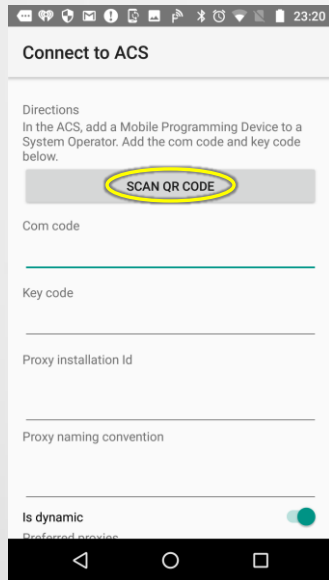 23:20
Connect to ACS
Directions
In the ACS, add a Mobile Programming Device to a
System Operator. Add the com code and key code
below.
SCAN QR CODE
Com code
Key code
Proxy installation Id
Proxy naming convention
Is dynamic
Preferred proxies